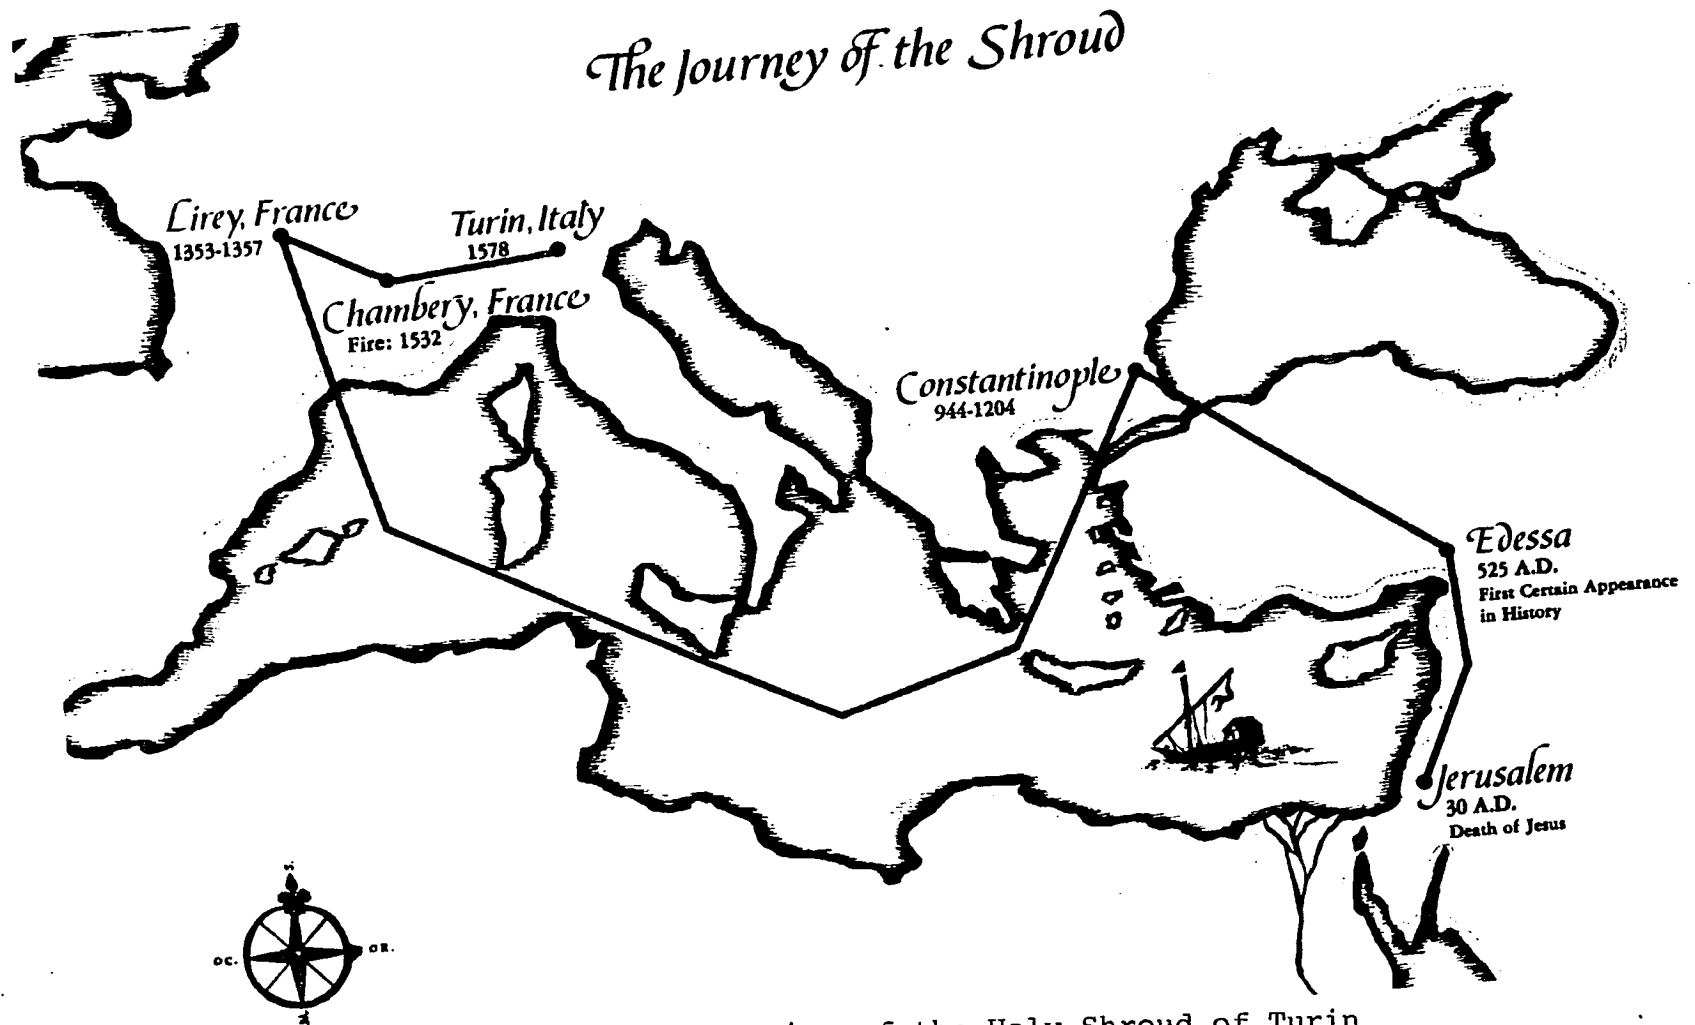 The Journey of the Shroud
Lirey, France
1353-1357
Turin, Italy
1578
Chambery, France
Fire: 1532
Constantinople
944-1204
Edessa
525 A.D.
First Certain Appearance
in History
Jerusalem
30 A.D.
Death of Jesus
S.
OC.
OR.
of the Holy Shroud of Turin